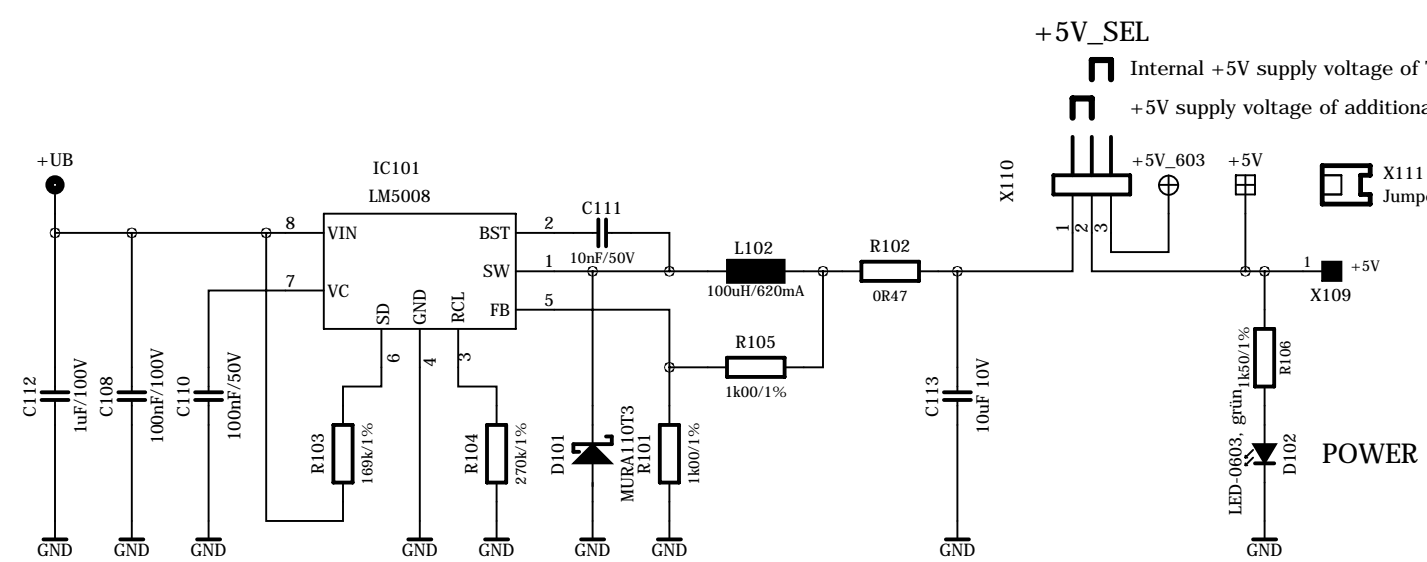 +5V_SEL
Internal +5V supply voltage of
+5V supply voltage of
+UB
IC101
LM5008
8
VIN
7
VC
BST
2
SW
1
FB
5
SD
GND
RCL
6
4
3
C111
10nF/50V
L102
100uH/620mA
R102
0R47
R105
1k00/1%
X110
1
2
3
+5V_603
+5V
X111
1
+5V
X109
C112
1uF/100V
C108
100nF/100V
C110
100nF/50V
R103
169k/1%
R104
270k/1%
D101
MURA110T3
R101
1k00/1%
C113
10uF 10V
1k50/1%
R106
LED-0603, grün
D102
POWER
GND
GND
GND
GND
GND
GND
GND
GND
GND